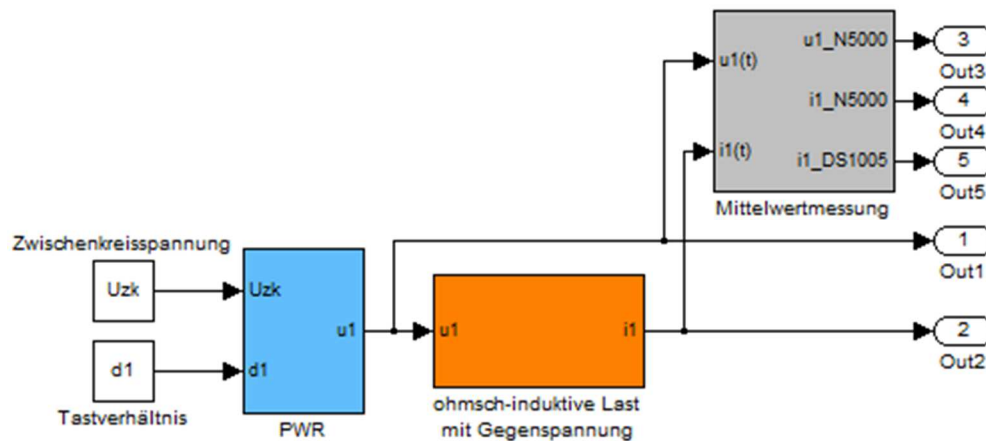 u1(t)
i1(t)
u1_N5000
i1_N5000
i1_DS1005
Mittelwertmessung
3
Out3
4
Out4
5
Out5
1
Out1
2
Out2
Zwischenkreisspannung
Uzk
d1
Tastverhältnis
Uzk
d1
u1
PWR
u1
i1
ohmsch-induktive Last
mit Gegenspannung